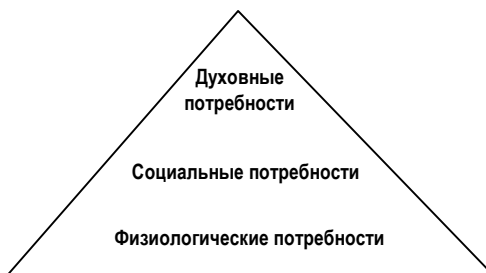 Духовные
потребности
Социальные потребности
Физиологические потребности